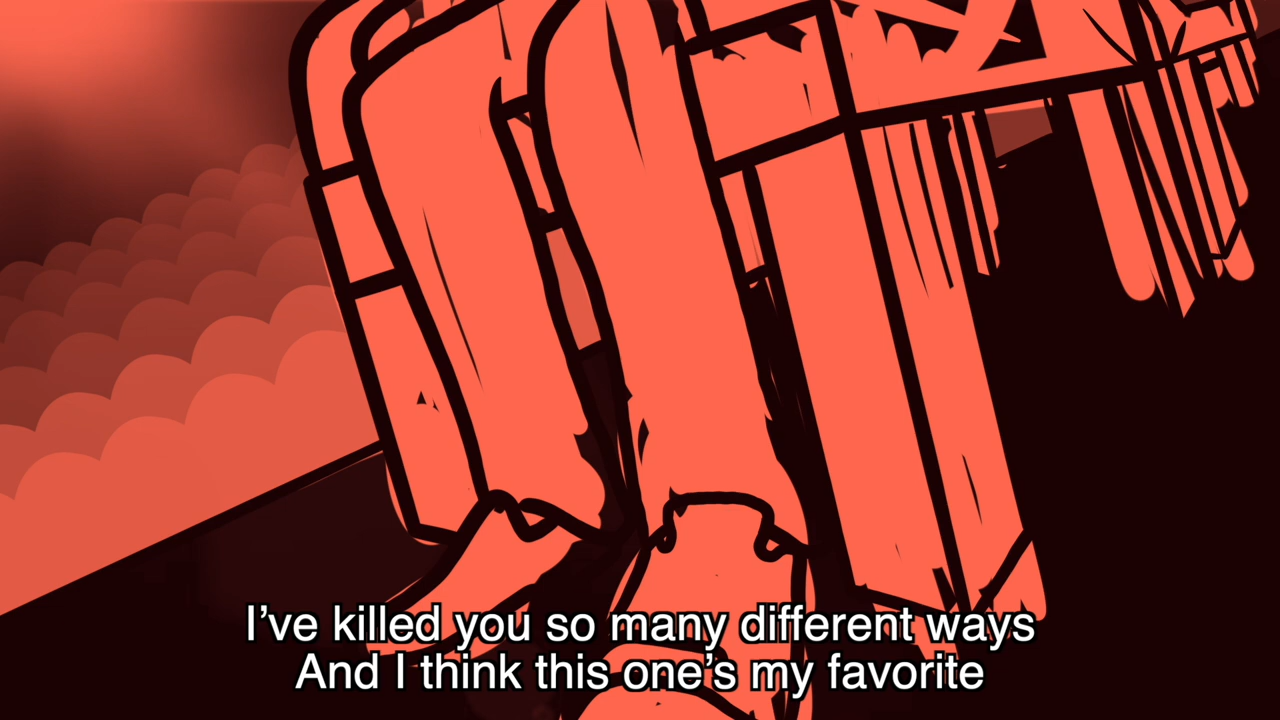 I’ve killed you so many different ways
And I think this one’s my favorite